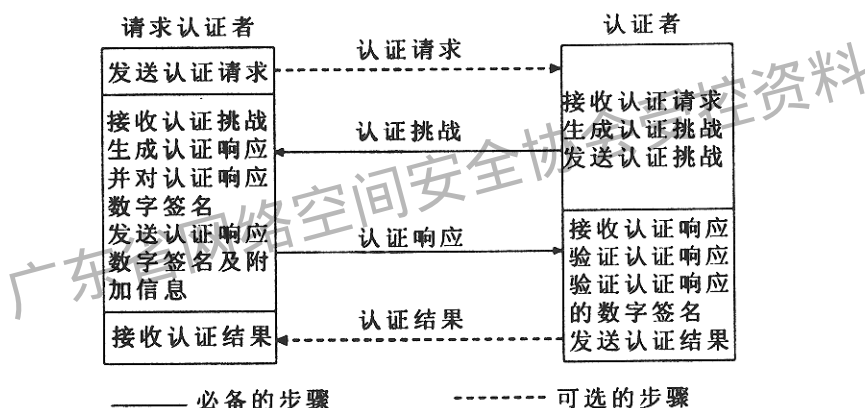 请求认证者
认证者
发送认证请求
认证请求
接收认证请求
生成认证挑战
发送认证挑战
认证挑战
接收认证挑战
生成认证响应
并对认证响应
数字签名
发送认证响应
数字签名及附
加信息
认证响应
接收认证响应
验证认证响应
验证认证响应
的数字签名
发送认证结果
认证结果
接收认证结果
必备的步骤
可选的步骤
广东省网络空间安全协会受控资料